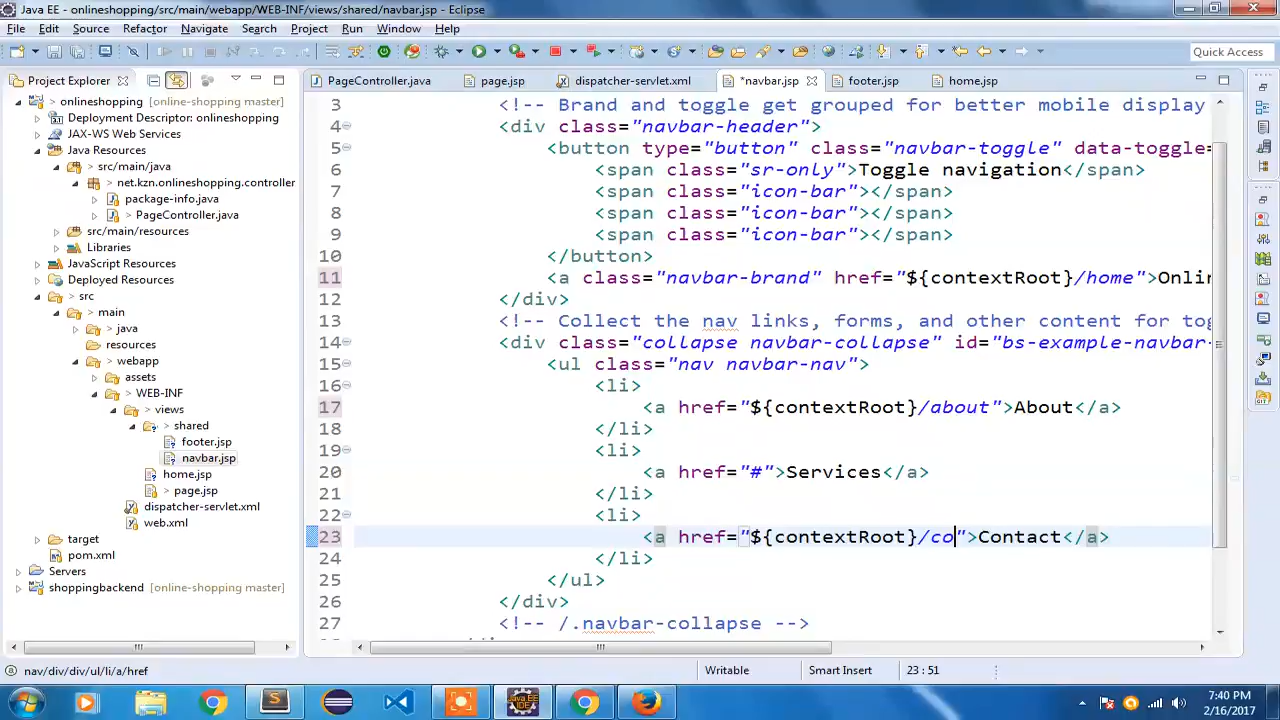 Java EE - onlineshopping/src/main/webapp/WEB-INF/views/shared/navbar.jsp - Eclipse
File Edit Source Refactor Navigate Search Project Run Window Help
Quick Access
Project Explorer
PageController.java page.jsp dispatcher-servlet.xml *navbar.jsp footer.jsp home.jsp
> onlineshopping [online-shopping master]
Deployment Descriptor: onlineshopping
JAX-WS Web Services
Java Resources
> src/main/java
> net.kzn.onlineshopping.controller
package-info.java
> PageController.java
> src/main/resources
Libraries
JavaScript Resources
Deployed Resources
> src
> main
> java
resources
> webapp
assets
> WEB-INF
> views
> shared
footer.jsp
navbar.jsp
home.jsp
> page.jsp
dispatcher-servlet.xml
web.xml
target
pom.xml
Servers
shoppingbackend [online-shopping master]
3 <!-- Brand and toggle get grouped for better mobile display
4 <div class="navbar-header">
5 <button type="button" class="navbar-toggle" data-toggle=
6 <span class="sr-only">Toggle navigation</span>
7 <span class="icon-bar"></span>
8 <span class="icon-bar"></span>
9 <span class="icon-bar"></span>
10 </button>
11 <a class="navbar-brand" href="${contextRoot}/home">Onlin
12 </div>
13 <!-- Collect the nav links, forms, and other content for tog
14 <div class="collapse navbar-collapse" id="bs-example-navbar-
15 <ul class="nav navbar-nav">
16 <li>
17 <a href="${contextRoot}/about">About</a>
18 </li>
19 <li>
20 <a href="#">Services</a>
21 </li>
22 <li>
23 <a href="${contextRoot}/co">Contact</a>
24 </li>
25 </ul>
26 </div>
27 <!-- /.navbar-collapse -->
nav/div/div/ul/li/a/href
Writable
Smart Insert
23 : 51
7:40 PM
2/16/2017